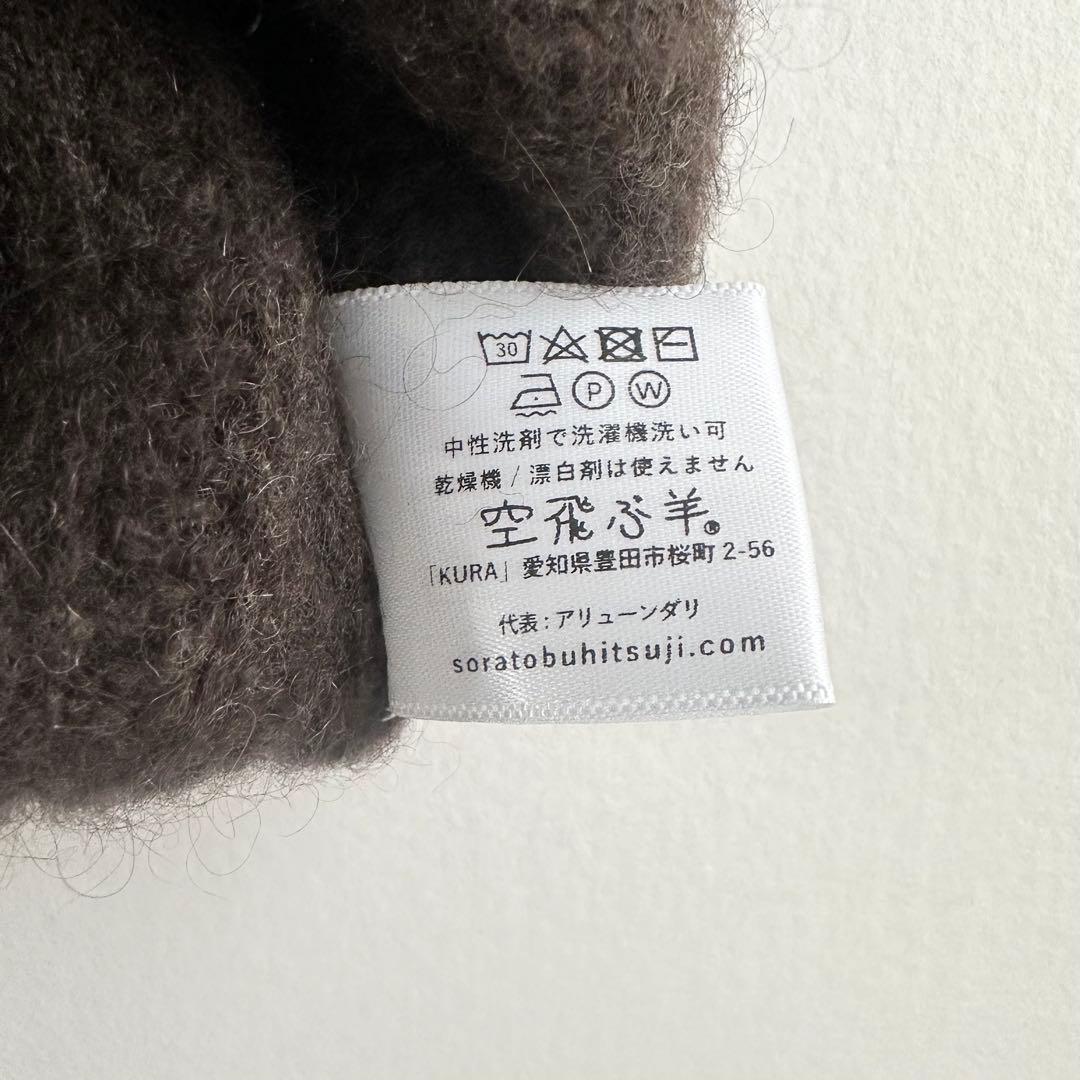 30
P W
中性洗剤で洗濯機洗い可
乾燥機 / 漂白剤は使えません
空飛ぶ羊®
「KURA」愛知県豊田市桜町 2-56
代表 : アリューンダリ
soratobuhitsuji.com